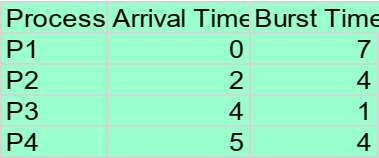 Process Arrival Time Burst Time
P1 0 7
P2 2 4
P3 4 1
P4 5 4